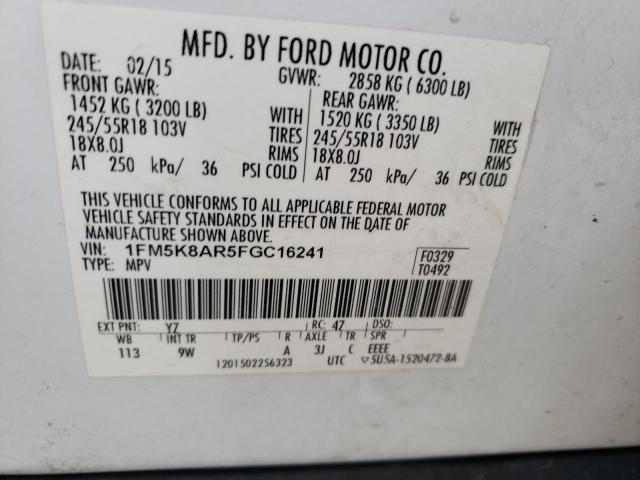 MFD. BY FORD MOTOR CO.
DATE: 02/15 GVWR: 2858 KG ( 6300 LB)
FRONT GAWR: REAR GAWR:
1452 KG ( 3200 LB) WITH 1520 KG ( 3350 LB) WITH
245/55R18 103V TIRES 245/55R18 103V TIRES
18X8.0J RIMS 18X8.0J RIMS
AT 250 kPa/ 36 PSI COLD AT 250 kPa/ 36 PSI COLD
THIS VEHICLE CONFORMS TO ALL APPLICABLE FEDERAL MOTOR
VEHICLE SAFETY STANDARDS IN EFFECT ON THE DATE OF
MANUFACTURE SHOWN ABOVE.
VIN: 1FM5K8AR5FGC16241 F0329
TYPE: MPV T0492
EXT PNT: YZ RC: 47 DSO:
WB INT TR TP/PS R AXLE TR SPR
113 9W A 3J C EEEE
1201502256323 UTC ▽5U5A-1520472-BA